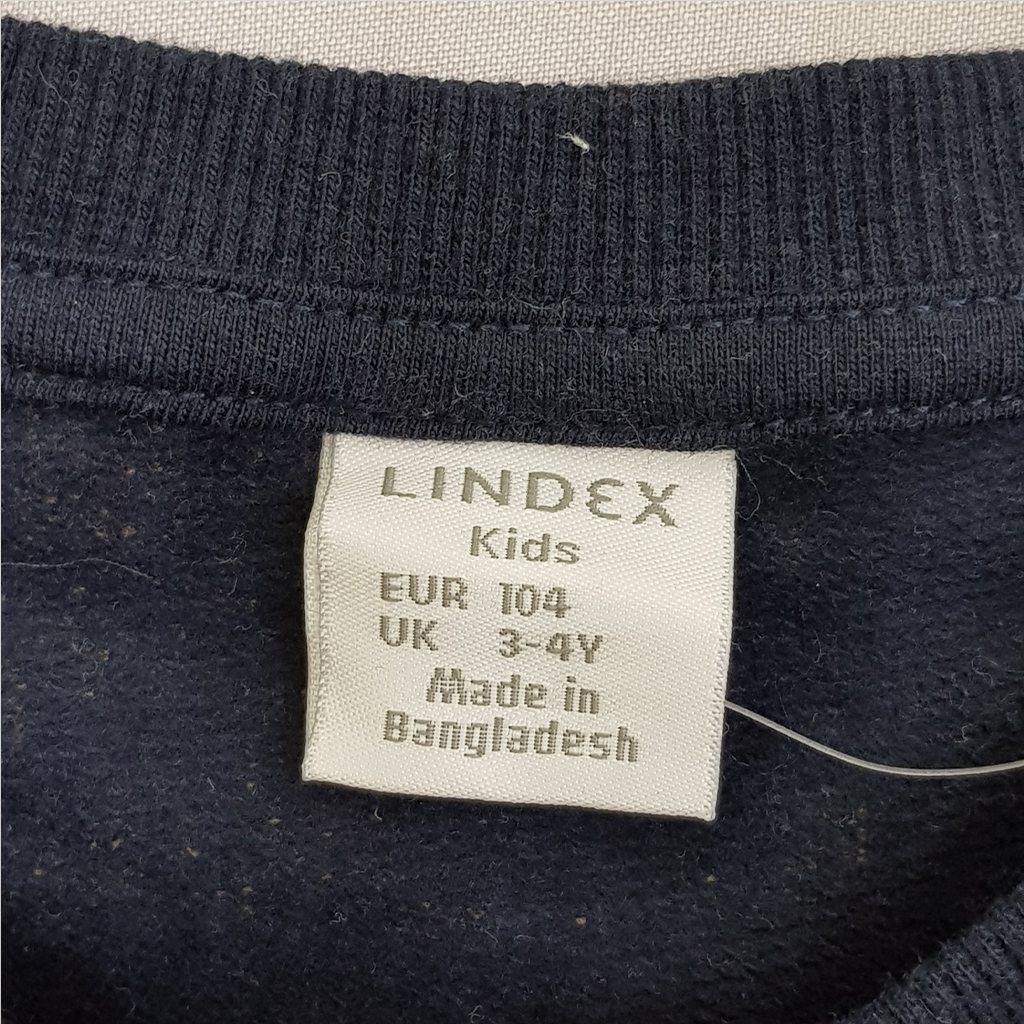 LINDEX
Kids
EUR 104
UK 3-4Y
Made in
Bangladesh